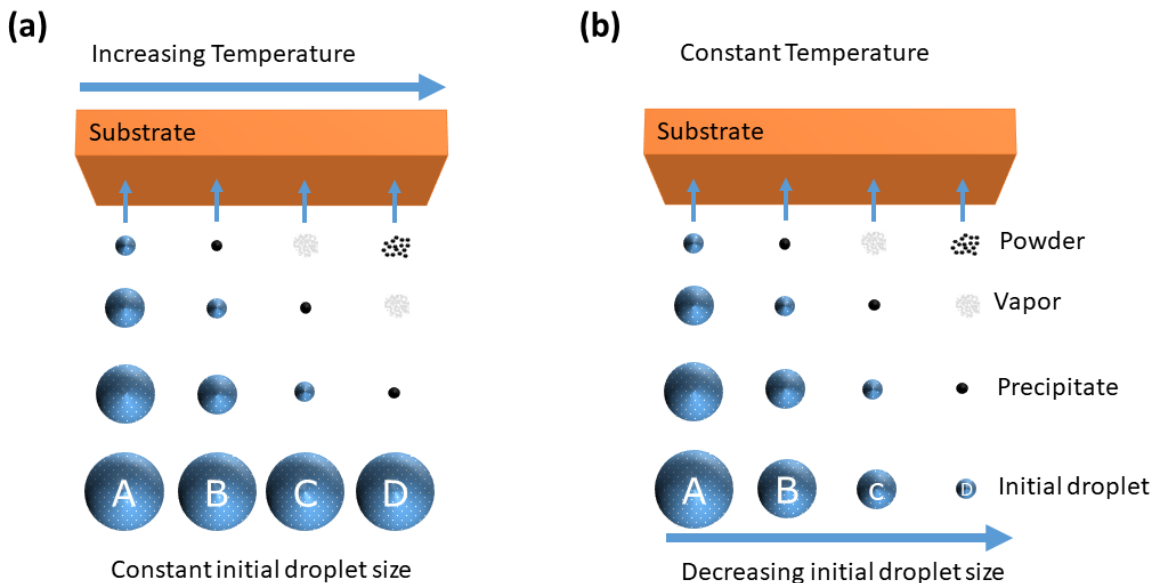 (a)
Increasing Temperature
Substrate
A B C D
Constant initial droplet size
(b)
Constant Temperature
Substrate
Powder
Vapor
Precipitate
A B C D Initial droplet
Decreasing initial droplet size